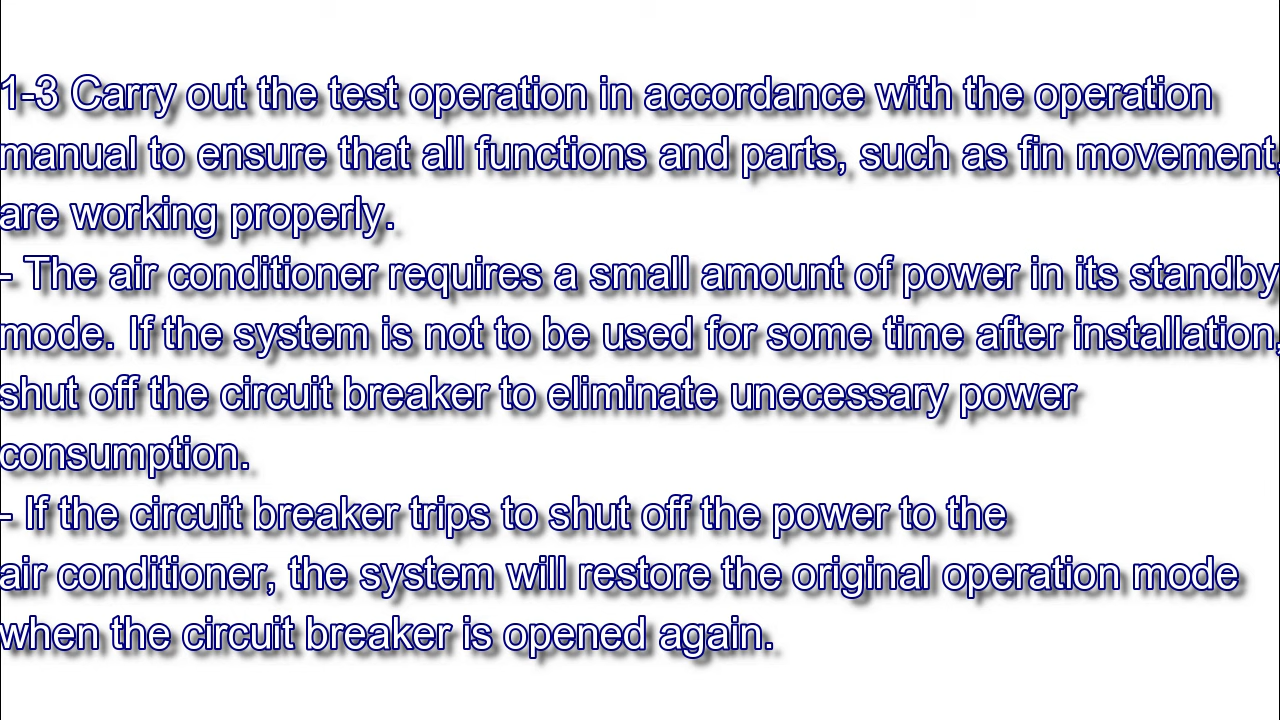 1-3 Carry out the test operation in accordance with the operation
manual to ensure that all functions and parts, such as fin movement,
are working properly.
- The air conditioner requires a small amount of power in its standby
mode. If the system is not to be used for some time after installation,
shut off the circuit breaker to eliminate unecessary power
consumption.
- If the circuit breaker trips to shut off the power to the
air conditioner, the system will restore the original operation mode
when the circuit breaker is opened again.